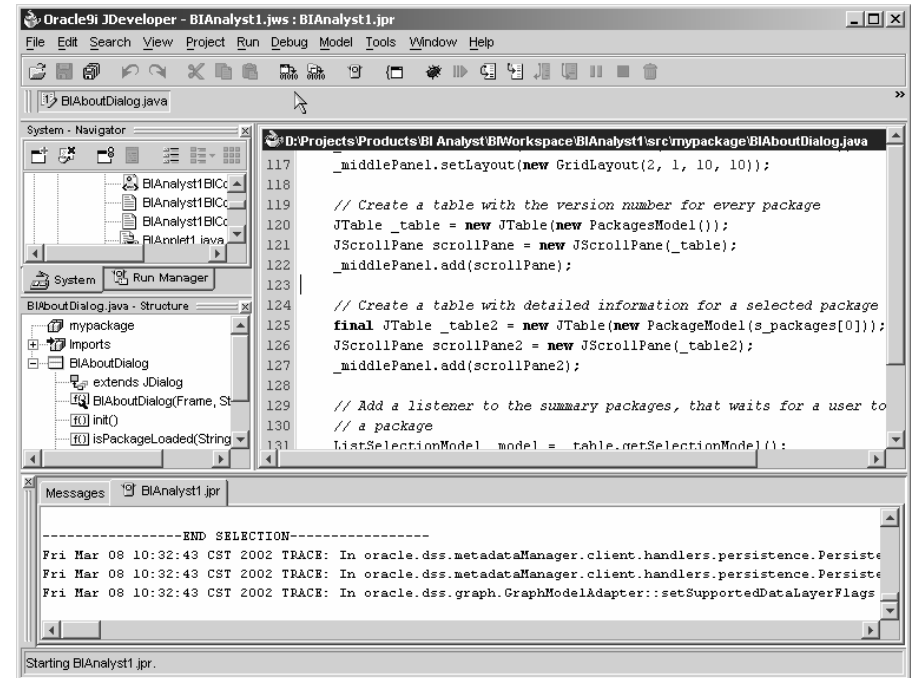 Oracle9i JDeveloper - BIAnalyst1.jws : BIAnalyst1.jpr
File Edit Search View Project Run Debug Model Tools Window Help
BIAboutDialog.java
»
System - Navigator
BIAnalyst1BICo
BIAnalyst1BICc
BIAnalyst1BICc
BIApplet1.java
System
Run Manager
BIAboutDialog.java - Structure
mypackage
Imports
BIAboutDialog
extends JDialog
BIAboutDialog(Frame, St
init()
isPackageLoaded(String
D:\Projects\Products\BI Analyst\BIWorkspace\BIAnalyst1\src\mypackage\BIAboutDialog.java
117 _middlePanel.setLayout(new GridLayout(2, 1, 10, 10));
118
119 // Create a table with the version number for every package
120 JTable _table = new JTable(new PackagesModel());
121 JScrollPane scrollPane = new JScrollPane(_table);
122 _middlePanel.add(scrollPane);
123
124 // Create a table with detailed information for a selected package
125 final JTable _table2 = new JTable(new PackageModel(s_packages[0]));
126 JScrollPane scrollPane2 = new JScrollPane(_table2);
127 _middlePanel.add(scrollPane2);
128
129 // Add a listener to the summary packages, that waits for a user to
130 // a package
131 ListSelectionModel _model = _table.getSelectionModel();
Messages
BIAnalyst1.jpr
------------------END SELECTION------------------
Fri Mar 08 10:32:43 CST 2002 TRACE: In oracle.dss.metadataManager.client.handlers.persistence.Persiste
Fri Mar 08 10:32:43 CST 2002 TRACE: In oracle.dss.metadataManager.client.handlers.persistence.Persiste
Fri Mar 08 10:32:43 CST 2002 TRACE: In oracle.dss.graph.GraphModelAdapter::setSupportedDataLayerFlags
Starting BIAnalyst1.jpr.